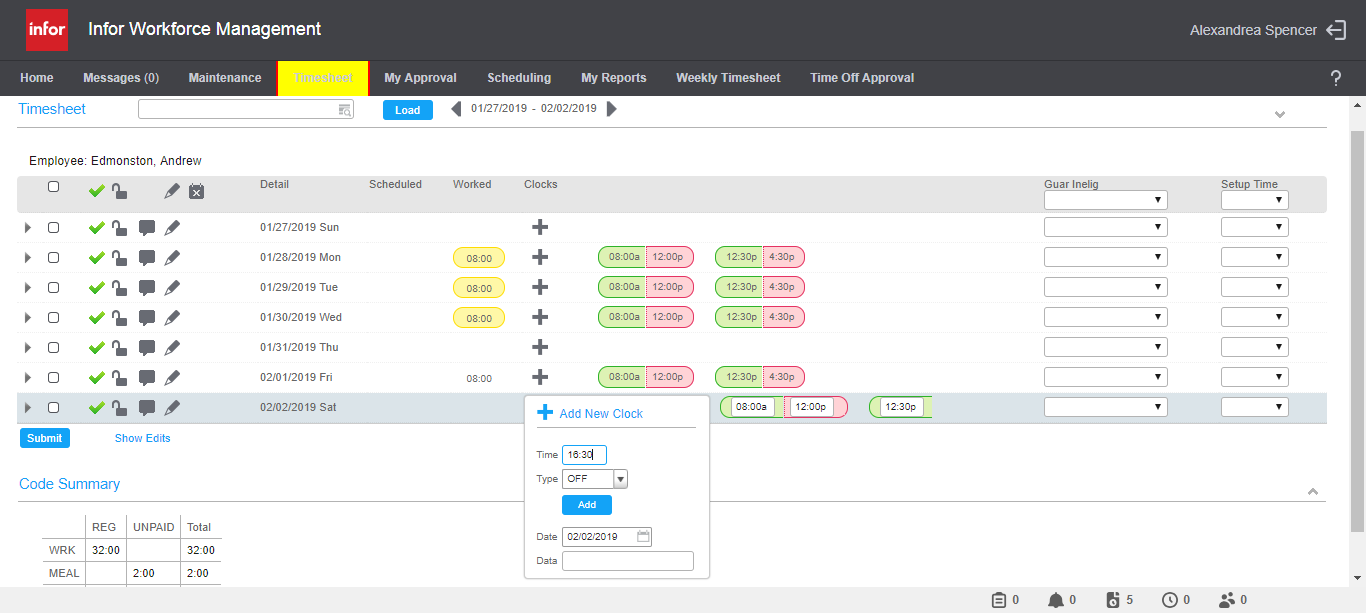 infor Infor Workforce Management Alexandrea Spencer
Home Messages (0) Maintenance Timesheet My Approval Scheduling My Reports Weekly Timesheet Time Off Approval ?
Timesheet Load 01/27/2019 - 02/02/2019
Employee: Edmonston, Andrew
Detail Scheduled Worked Clocks Guar Inelig Setup Time
01/27/2019 Sun
01/28/2019 Mon 08:00 08:00a 12:00p 12:30p 4:30p
01/29/2019 Tue 08:00 08:00a 12:00p 12:30p 4:30p
01/30/2019 Wed 08:00 08:00a 12:00p 12:30p 4:30p
01/31/2019 Thu
02/01/2019 Fri 08:00 08:00a 12:00p 12:30p 4:30p
02/02/2019 Sat 08:00a 12:00p 12:30p
Add New Clock
Submit Show Edits
Time 16:30
Type OFF
Add
Date 02/02/2019
Data
Code Summary
REG UNPAID Total
WRK 32:00 32:00
MEAL 2:00 2:00
0 0 5 0 0